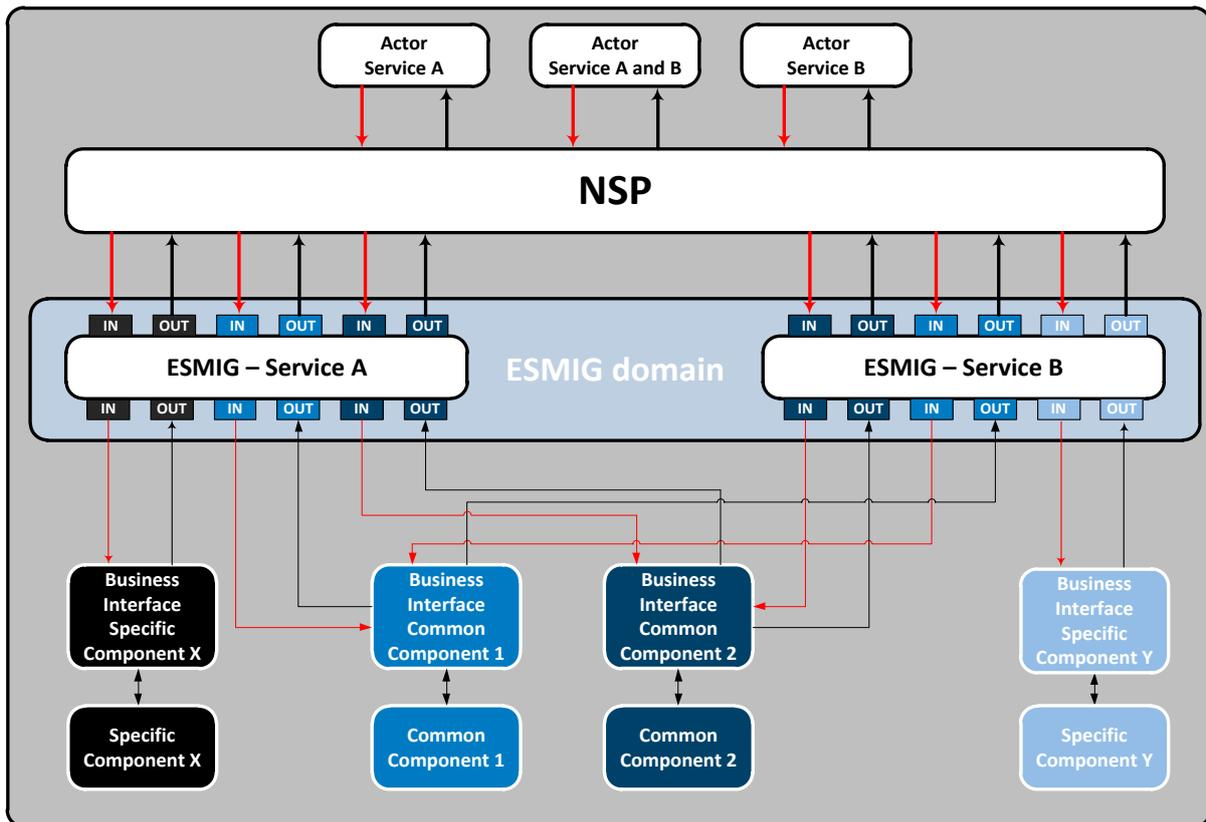 Actor
Service A
Actor
Service A and B
Actor
Service B
NSP
IN OUT IN OUT IN OUT
IN OUT IN OUT IN OUT
ESMIG – Service A
ESMIG domain
ESMIG – Service B
IN OUT IN OUT IN OUT
IN OUT IN OUT IN OUT
Business
Interface
Specific
Component X
Business
Interface
Common
Component 1
Business
Interface
Common
Component 2
Business
Interface
Specific
Component Y
Specific
Component X
Common
Component 1
Common
Component 2
Specific
Component Y